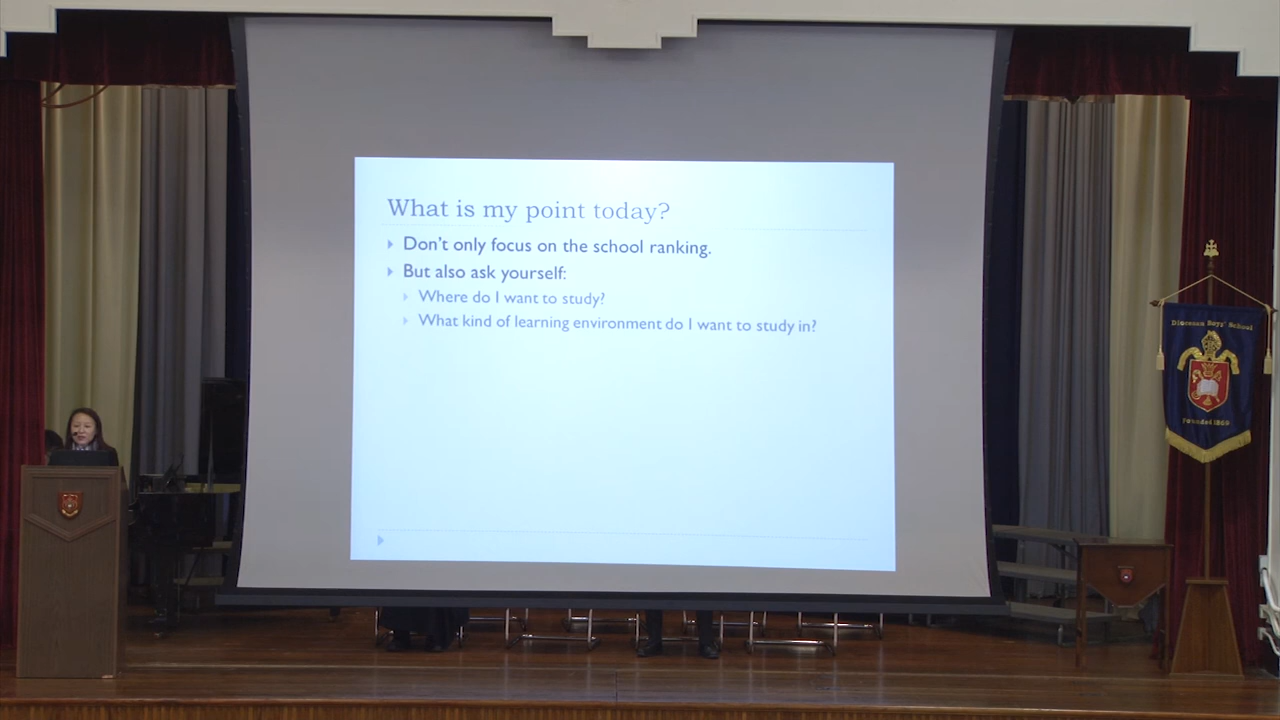 What is my point today?
Don't only focus on the school ranking.
But also ask yourself:
Where do I want to study?
What kind of learning environment do I want to study in?
Diocesan Boys' School
Founded 1869